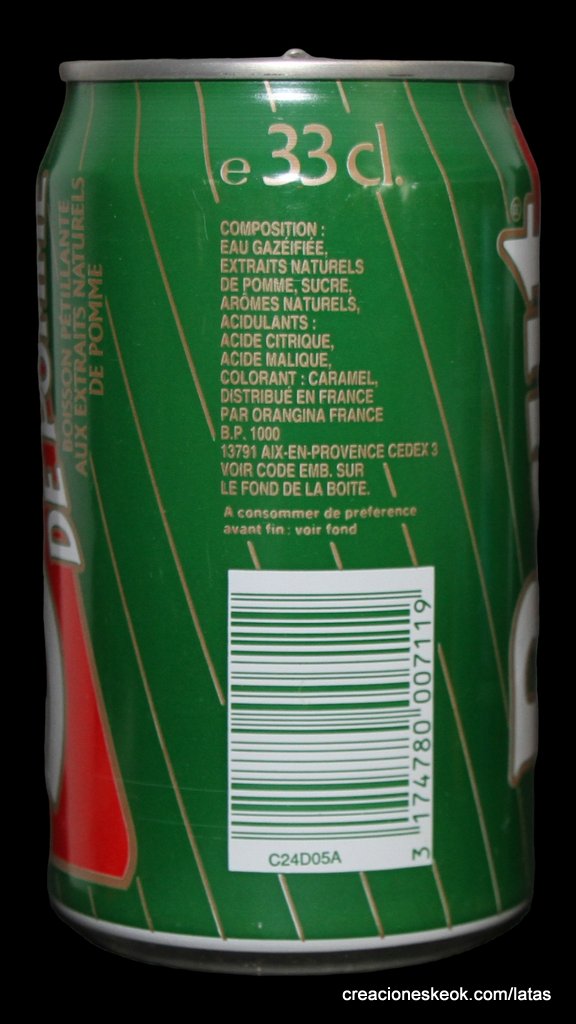 e 33 cl.
COMPOSITION :
EAU GAZÉIFIÉE,
EXTRAITS NATURELS
DE POMME, SUCRE,
ARÔMES NATURELS,
ACIDULANTS :
ACIDE CITRIQUE,
ACIDE MALIQUE,
COLORANT : CARAMEL,
DISTRIBUÉ EN FRANCE
PAR ORANGINA FRANCE
B.P. 1000
13791 AIX-EN-PROVENCE CEDEX 3
VOIR CODE EMB. SUR
LE FOND DE LA BOITE.
A consommer de préférence
avant fin : voir fond
3 174780 007119
C24D05A
BOISSON PÉTILLANTE
AUX EXTRAITS NATURELS
DE POMME
DE POMME
creacioneskeok.com/latas